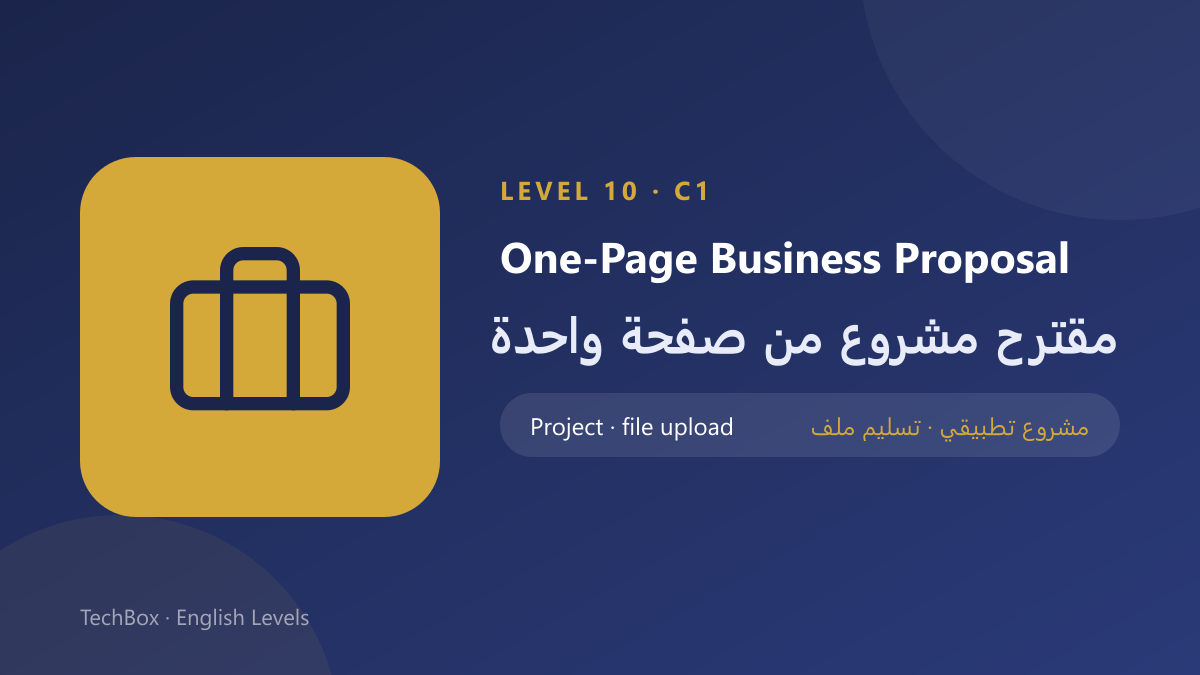 LEVEL 10 · C1
One-Page Business Proposal
مقترح مشروع من صفحة واحدة
Project · file upload
مشروع تطبيقي · تسليم ملف
TechBox · English Levels